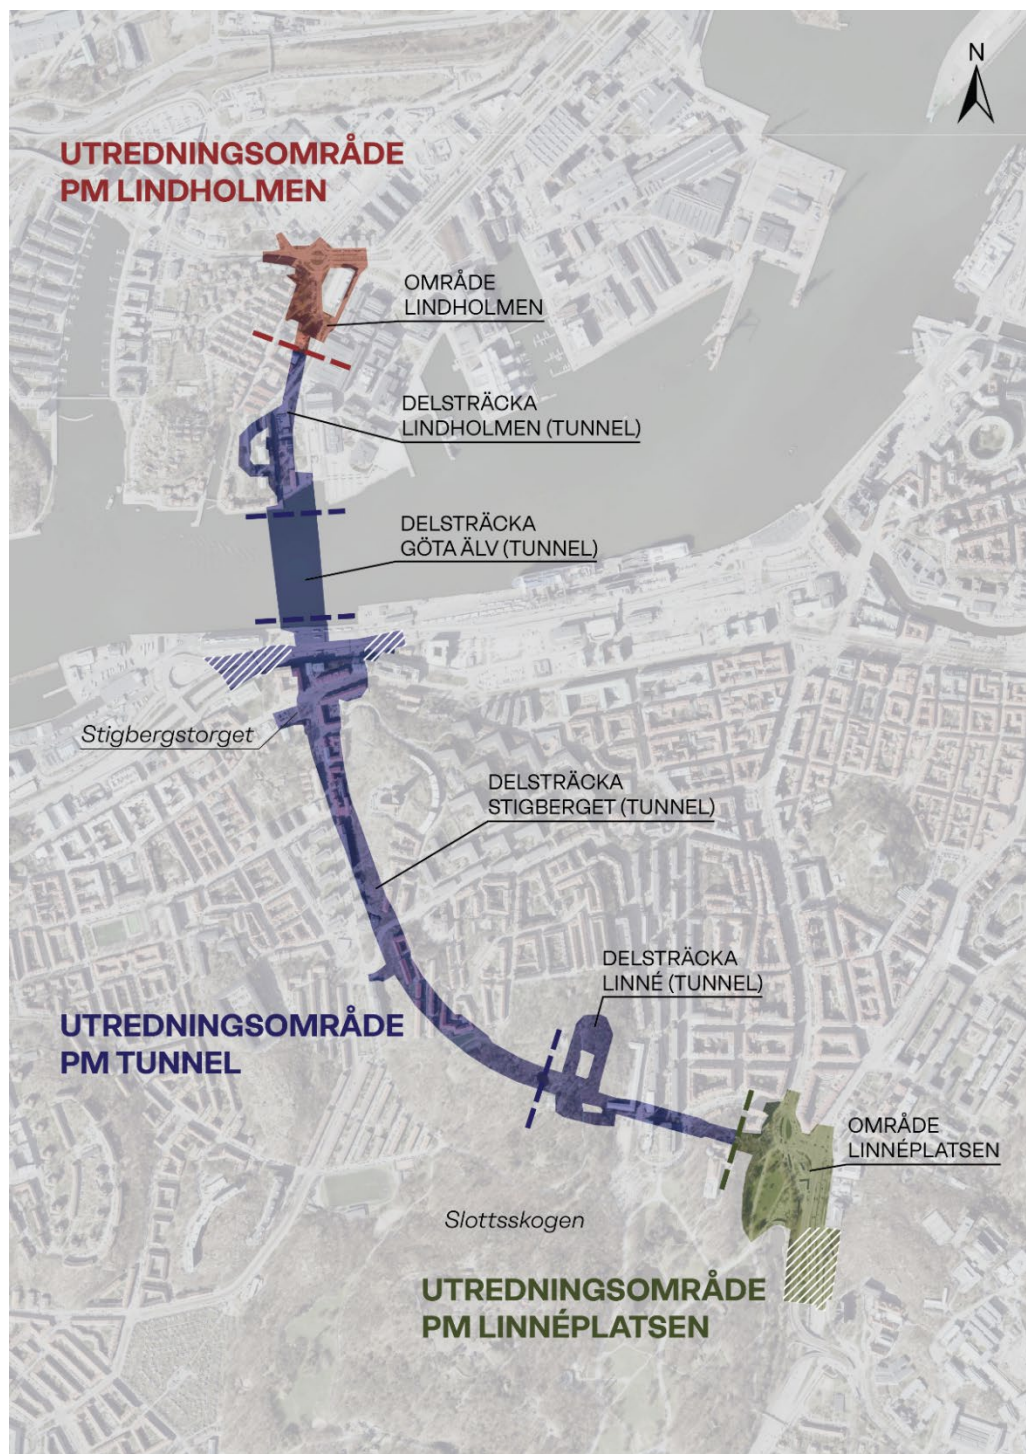 N
UTREDNINGSOMRÅDE
PM LINDHOLMEN
OMRÅDE
LINDHOLMEN
DELSTRÄCKA
LINDHOLMEN (TUNNEL)
DELSTRÄCKA
GÖTA ÄLV (TUNNEL)
Stigbergstorget
DELSTRÄCKA
STIGBERGET (TUNNEL)
DELSTRÄCKA
LINNÉ (TUNNEL)
UTREDNINGSOMRÅDE
PM TUNNEL
OMRÅDE
LINNÉPLATSEN
Slottsskogen
UTREDNINGSOMRÅDE
PM LINNÉPLATSEN